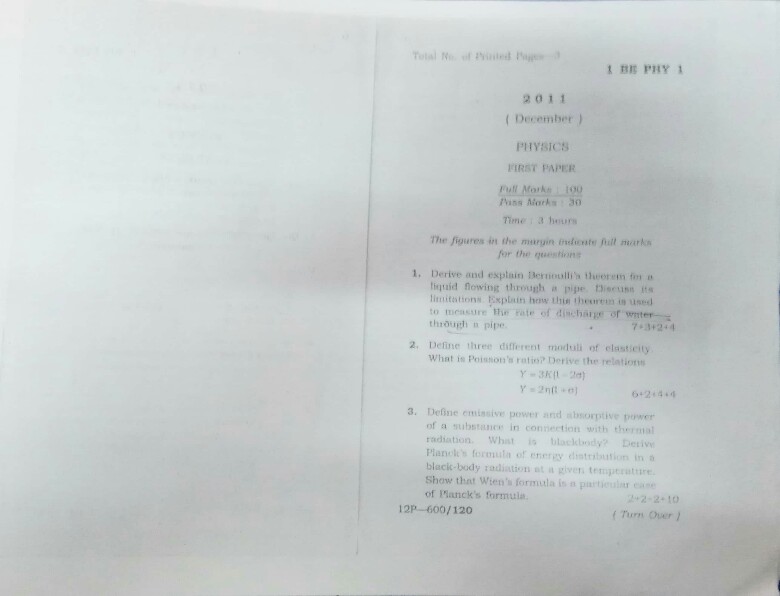 Total No. of Printed Pages—3
1 BE PHY 1
2011
( December )
PHYSICS
FIRST PAPER
Full Marks : 100
Pass Marks : 30
Time : 3 hours
The figures in the margin indicate full marks
for the questions
1. Derive and explain Bernoulli's theorem for a
liquid flowing through a pipe. Discuss its
limitations. Explain how this theorem is used
to measure the rate of discharge of water
through a pipe. 7+3+2+4
2. Define three different moduli of elasticity.
What is Poisson's ratio? Derive the relations
Y = 3K(1 - 2σ)
Y = 2η(1 + σ)
6+2+4+4
3. Define emissive power and absorptive power
of a substance in connection with thermal
radiation. What is blackbody? Derive
Planck's formula of energy distribution in a
black-body radiation at a given temperature.
Show that Wien's formula is a particular case
of Planck's formula. 2+2+2+10
12P—600/120
( Turn Over )